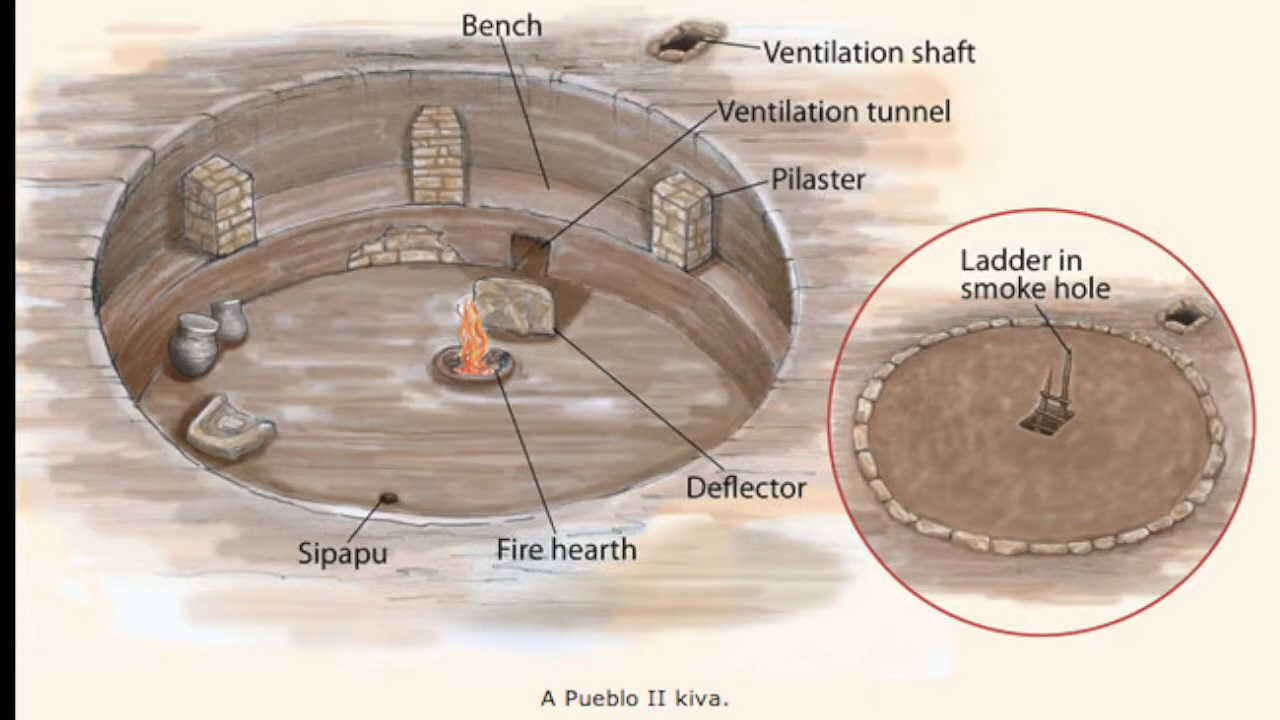 Bench
Ventilation shaft
Ventilation tunnel
Pilaster
Ladder in
smoke hole
Deflector
Sipapu
Fire hearth
A Pueblo II kiva.